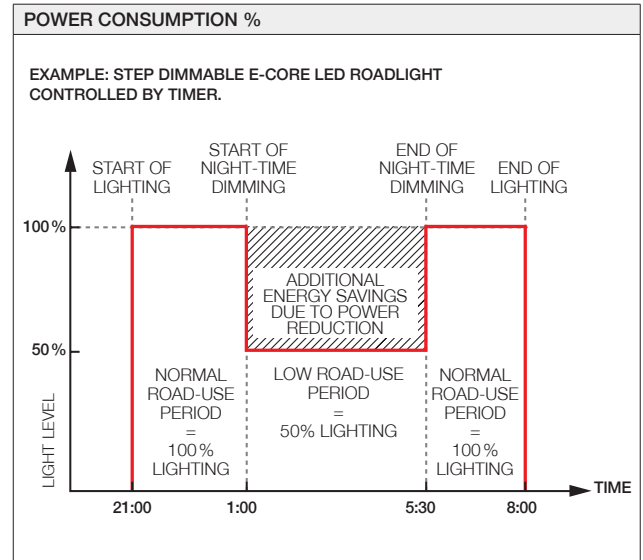 POWER CONSUMPTION %
EXAMPLE: STEP DIMMABLE E-CORE LED ROADLIGHT
CONTROLLED BY TIMER.
START OF
LIGHTING
START OF
NIGHT-TIME
DIMMING
END OF
NIGHT-TIME
DIMMING
END OF
LIGHTING
100%
ADDITIONAL
ENERGY SAVINGS
DUE TO POWER
REDUCTION
50%
NORMAL
ROAD-USE
PERIOD
=
100%
LIGHTING
LOW ROAD-USE
PERIOD
=
50% LIGHTING
NORMAL
ROAD-USE
PERIOD
=
100%
LIGHTING
LIGHT LEVEL
TIME
21:00
1:00
5:30
8:00